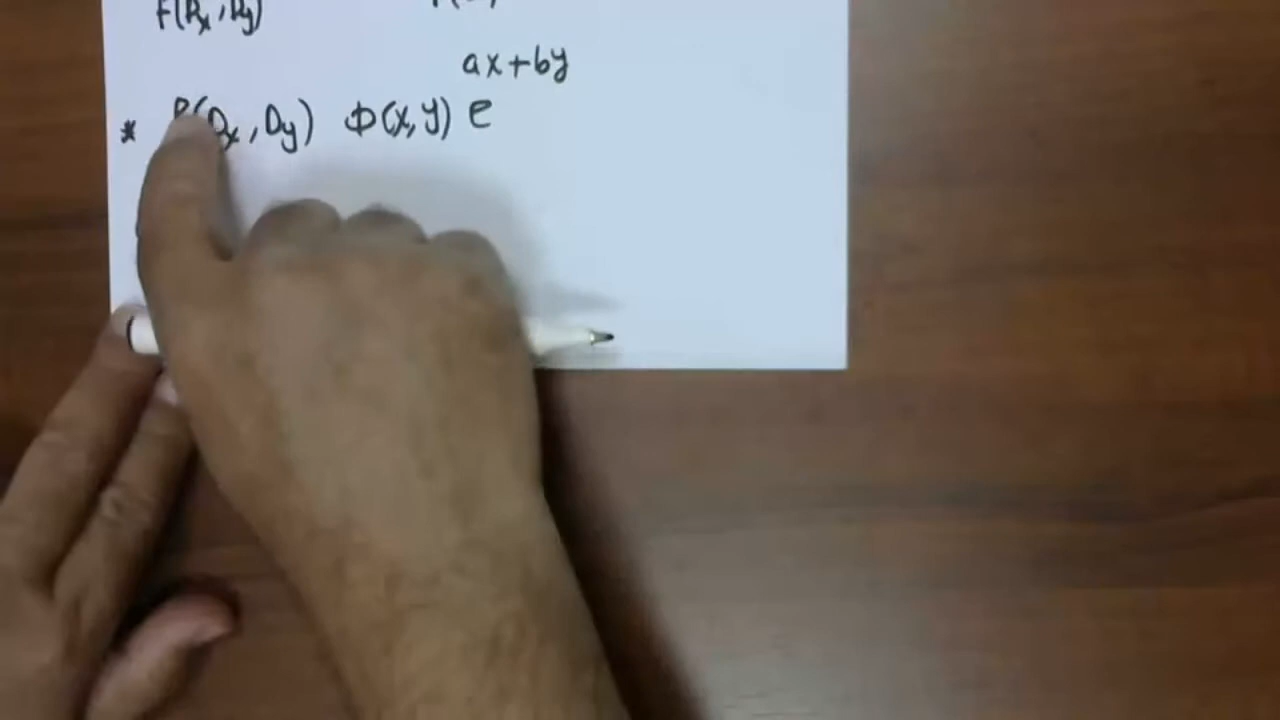 F(Dx, Dy)
ax+by
* (Dx, Dy) Φ(x, y) e